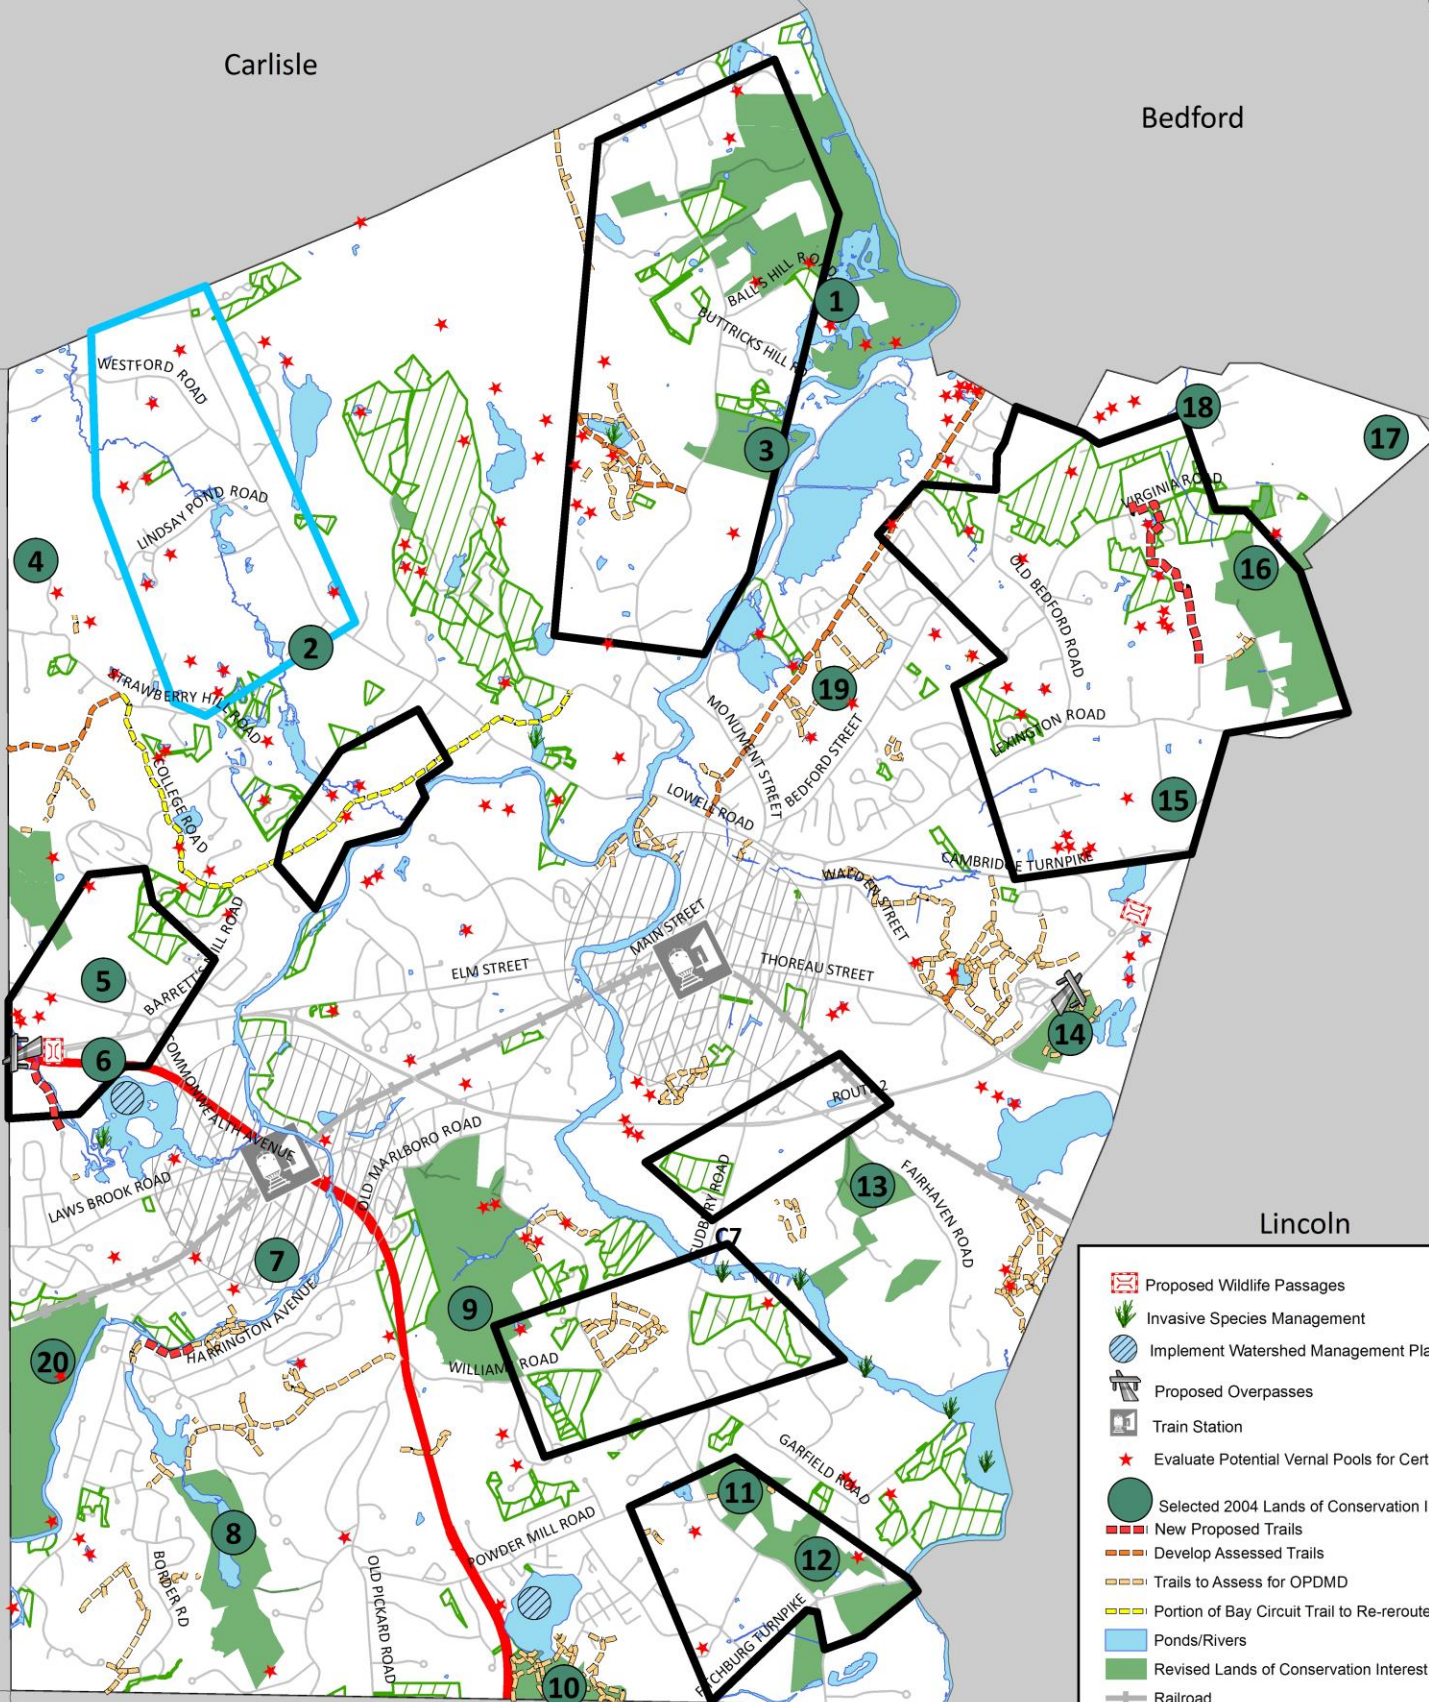 Carlisle
Bedford
BALL'S HILL ROAD
1
BUTTRICKS HILL RD
WESTFORD ROAD
18
17
3
VIRGINIA ROAD
LINDSAY POND ROAD
4
16
OLD BEDFORD ROAD
2
STRAWBERRY HILL ROAD
19
MONUMENT STREET
BEDFORD STREET
LEXINGTON ROAD
COLLEGE ROAD
LOWELL ROAD
15
CAMBRIDGE TURNPIKE
WALDEN STREET
MAIN STREET
BARRETT'S MILL ROAD
ELM STREET
THOREAU STREET
5
14
6
COMMONWEALTH AVENUE
ROUTE 2
OLD MARLBORO ROAD
LAWS BROOK ROAD
SUDBURY ROAD
13
FAIRHAVEN ROAD
C7
Lincoln
7
HARRINGTON AVENUE
9
20
WILLIAMS ROAD
GARFIELD ROAD
11
8
POWDER MILL ROAD
12
BORDER RD
OLD PICKARD ROAD
FITCHBURG TURNPIKE
10
Proposed Wildlife Passages
Invasive Species Management
Implement Watershed Management Pla
Proposed Overpasses
Train Station
Evaluate Potential Vernal Pools for Cert
Selected 2004 Lands of Conservation I
New Proposed Trails
Develop Assessed Trails
Trails to Assess for OPDMD
Portion of Bay Circuit Trail to Re-reroute
Ponds/Rivers
Revised Lands of Conservation Interest
Railroad